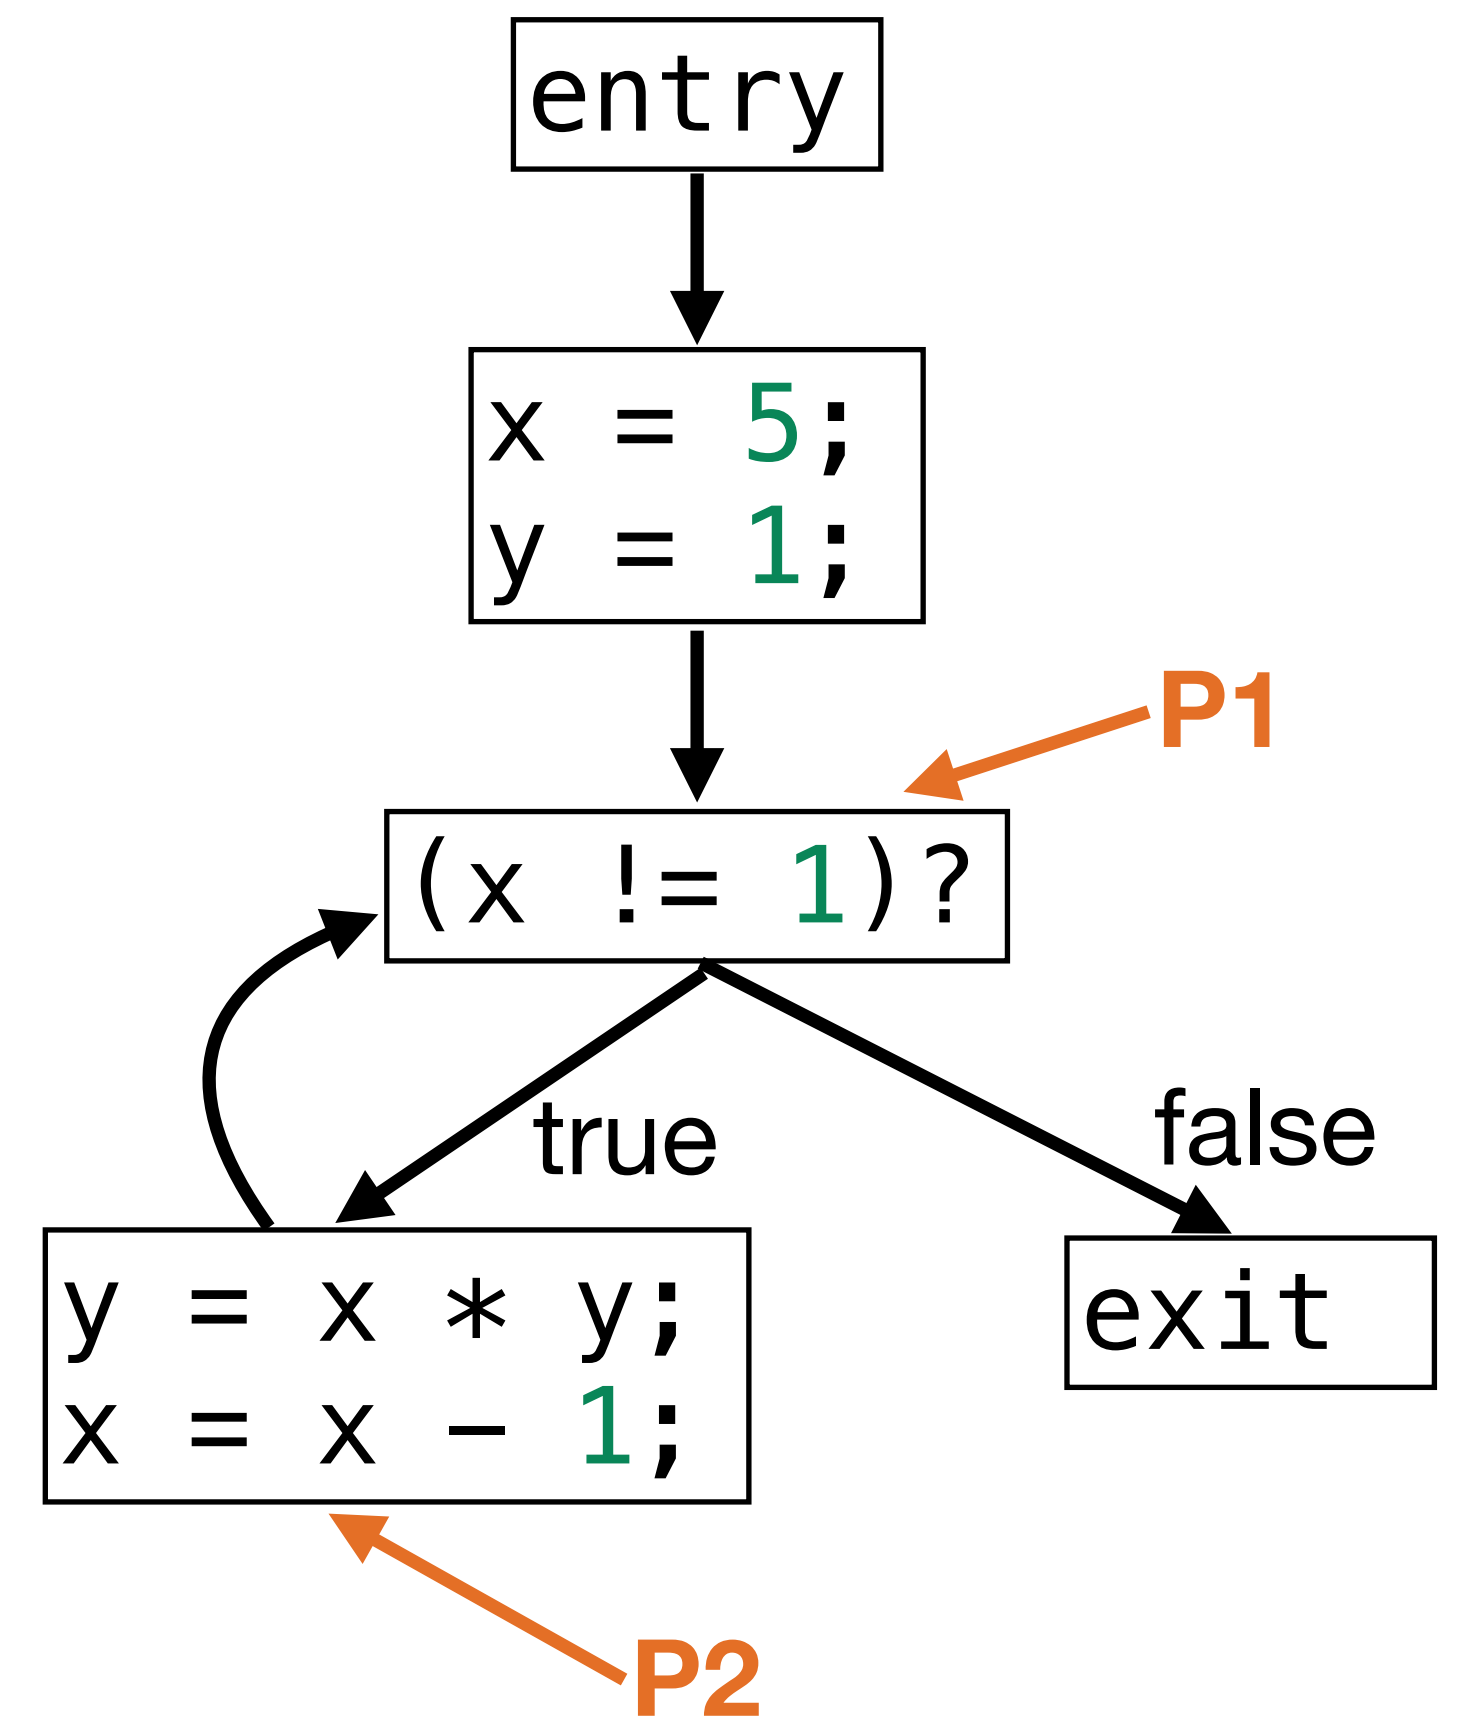 entry
x = 5;
y = 1;
P1
(x != 1)?
true
false
y = x * y;
x = x - 1;
exit
P2